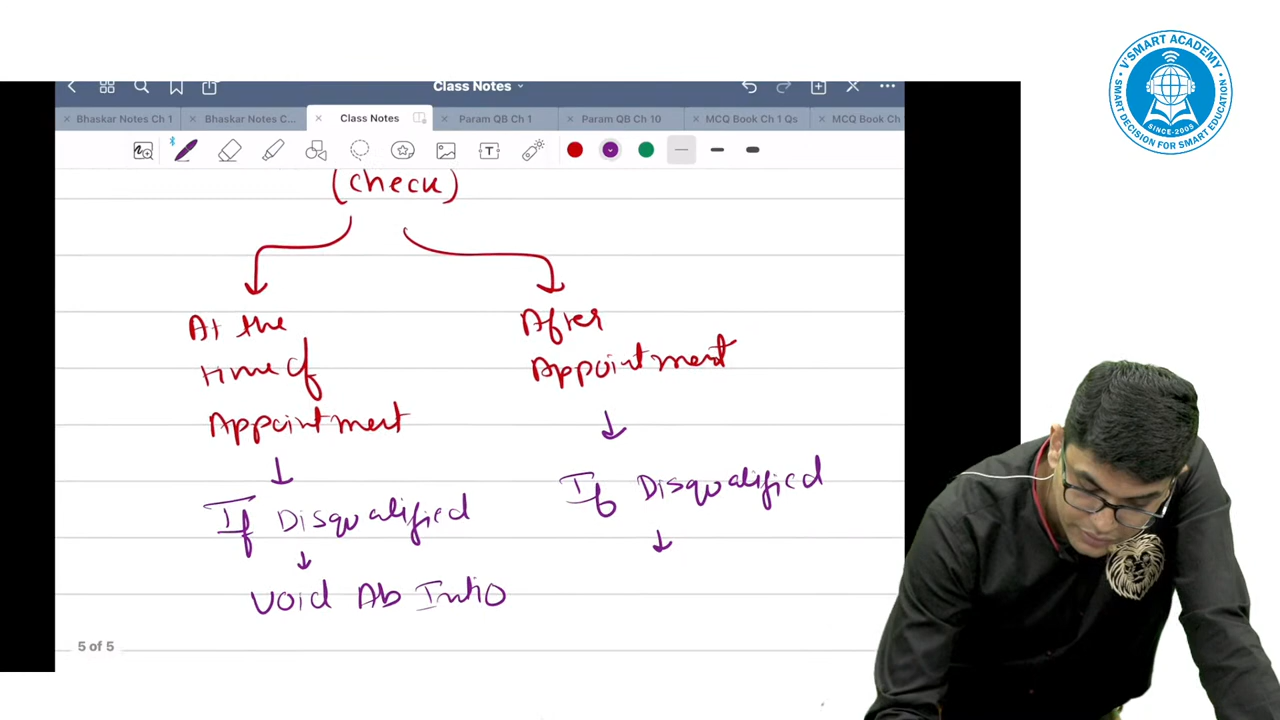 V'SMART ACADEMY
SMART DECISION FOR SMART EDUCATION
SINCE-2009
Class Notes
Bhaskar Notes Ch 1
Bhaskar Notes C...
Class Notes
Param QB Ch 1
Param QB Ch 10
MCQ Book Ch 1 Qs
MCQ Book Ch
(Check)
At the
time of
Appointment
After
Appointment
If Disqualified
If Disqualified
Void Ab Initio
5 of 5